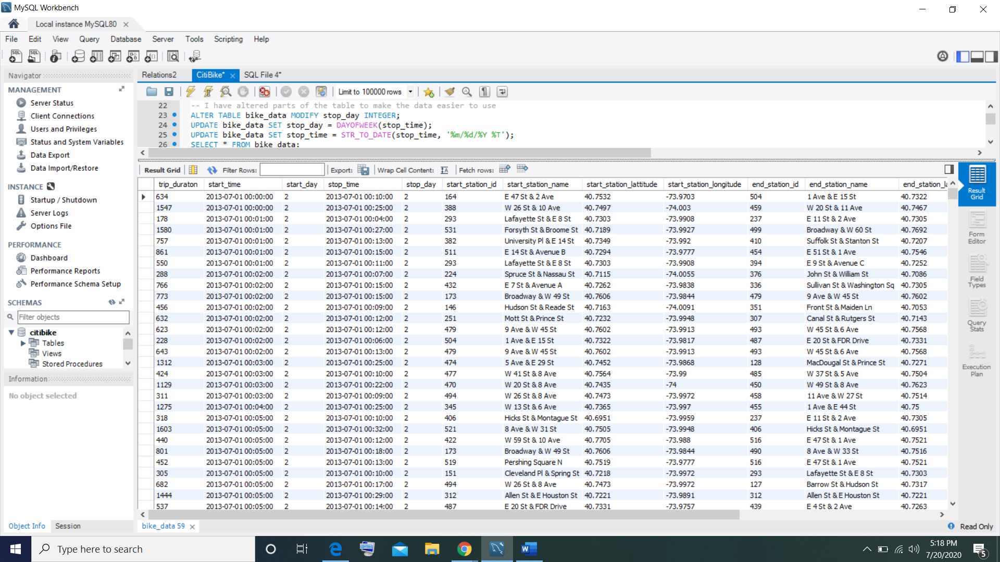 MySQL Workbench
Local instance MySQL80
File Edit View Query Database Server Tools Scripting Help
Navigator
MANAGEMENT
Server Status
Client Connections
Users and Privileges
Status and System Variables
Data Export
Data Import/Restore
INSTANCE
Startup / Shutdown
Server Logs
Options File
PERFORMANCE
Dashboard
Performance Reports
Performance Schema Setup
SCHEMAS
Filter objects
citibike
Tables
Views
Stored Procedures
Information
No object selected
Object Info Session
Relations2 CitiBike* SQL File 4*
Limit to 100000 rows
22 -- I have altered parts of the table to make the data easier to use
23 ALTER TABLE bike_data MODIFY stop_day INTEGER;
24 UPDATE bike_data SET stop_day = DAYOFWEEK(stop_time);
25 UPDATE bike_data SET stop_time = STR_TO_DATE(stop_time, '%m/%d/%Y %T');
26 SELECT * FROM bike_data;
Result Grid Filter Rows: Export: Wrap Cell Content: Fetch rows:
trip_duraton start_time start_day stop_time stop_day start_station_id start_station_name start_station_lattitude start_station_longitude end_station_id end_station_name end_station_la
634 2013-07-01 00:00:00 2 2013-07-01 00:10:00 2 164 E 47 St & 2 Ave 40.7532 -73.9703 504 1 Ave & E 15 St 40.7322
1547 2013-07-01 00:00:00 2 2013-07-01 00:25:00 2 388 W 26 St & 10 Ave 40.7497 -74.003 459 W 20 St & 11 Ave 40.7467
178 2013-07-01 00:01:00 2 2013-07-01 00:04:00 2 293 Lafayette St & E 8 St 40.7303 -73.9908 237 E 11 St & 2 Ave 40.7305
1580 2013-07-01 00:01:00 2 2013-07-01 00:27:00 2 531 Forsyth St & Broome St 40.7189 -73.9927 499 Broadway & W 60 St 40.7692
757 2013-07-01 00:01:00 2 2013-07-01 00:13:00 2 382 University Pl & E 14 St 40.7349 -73.992 410 Suffolk St & Stanton St 40.7207
861 2013-07-01 00:01:00 2 2013-07-01 00:15:00 2 511 E 14 St & Avenue B 40.7294 -73.9777 454 E 51 St & 1 Ave 40.7546
550 2013-07-01 00:01:00 2 2013-07-01 00:11:00 2 293 Lafayette St & E 8 St 40.7303 -73.9908 394 E 9 St & Avenue C 40.7252
288 2013-07-01 00:02:00 2 2013-07-01 00:07:00 2 224 Spruce St & Nassau St 40.7115 -74.0055 376 John St & William St 40.7086
766 2013-07-01 00:02:00 2 2013-07-01 00:15:00 2 432 E 7 St & Avenue A 40.7262 -73.9838 336 Sullivan St & Washington Sq 40.7305
773 2013-07-01 00:02:00 2 2013-07-01 00:15:00 2 173 Broadway & W 49 St 40.7606 -73.9844 479 9 Ave & W 45 St 40.7602
456 2013-07-01 00:02:00 2 2013-07-01 00:09:00 2 146 Hudson St & Reade St 40.7163 -74.0091 351 Front St & Maiden Ln 40.7053
632 2013-07-01 00:02:00 2 2013-07-01 00:12:00 2 251 Mott St & Prince St 40.7232 -73.9948 307 Canal St & Rutgers St 40.7143
623 2013-07-01 00:02:00 2 2013-07-01 00:12:00 2 479 9 Ave & W 45 St 40.7602 -73.9913 493 W 45 St & 6 Ave 40.7568
228 2013-07-01 00:02:00 2 2013-07-01 00:06:00 2 504 1 Ave & E 15 St 40.7322 -73.9817 487 E 20 St & FDR Drive 40.7331
643 2013-07-01 00:02:00 2 2013-07-01 00:13:00 2 479 9 Ave & W 45 St 40.7602 -73.9913 493 W 45 St & 6 Ave 40.7568
1312 2013-07-01 00:03:00 2 2013-07-01 00:25:00 2 474 5 Ave & E 29 St 40.7452 -73.9868 128 MacDougal St & Prince St 40.7271
424 2013-07-01 00:03:00 2 2013-07-01 00:10:00 2 477 W 41 St & 8 Ave 40.7564 -73.99 485 W 37 St & 5 Ave 40.7504
1129 2013-07-01 00:03:00 2 2013-07-01 00:22:00 2 470 W 20 St & 8 Ave 40.7435 -74 450 W 49 St & 8 Ave 40.7623
311 2013-07-01 00:03:00 2 2013-07-01 00:09:00 2 494 W 26 St & 8 Ave 40.7473 -73.9972 458 11 Ave & W 27 St 40.7514
1275 2013-07-01 00:04:00 2 2013-07-01 00:25:00 2 345 W 13 St & 6 Ave 40.7365 -73.997 455 1 Ave & E 44 St 40.75
318 2013-07-01 00:05:00 2 2013-07-01 00:10:00 2 406 Hicks St & Montague St 40.6951 -73.9959 237 E 11 St & 2 Ave 40.7305
1603 2013-07-01 00:05:00 2 2013-07-01 00:32:00 2 521 8 Ave & W 31 St 40.7505 -73.9948 406 Hicks St & Montague St 40.6951
440 2013-07-01 00:05:00 2 2013-07-01 00:12:00 2 422 W 59 St & 10 Ave 40.7705 -73.988 516 E 47 St & 1 Ave 40.7521
801 2013-07-01 00:05:00 2 2013-07-01 00:18:00 2 173 Broadway & W 49 St 40.7606 -73.9844 490 8 Ave & W 33 St 40.7516
452 2013-07-01 00:05:00 2 2013-07-01 00:13:00 2 519 Pershing Square N 40.7519 -73.9777 516 E 47 St & 1 Ave 40.7521
305 2013-07-01 00:05:00 2 2013-07-01 00:10:00 2 151 Cleveland Pl & Spring St 40.7218 -73.9972 293 Lafayette St & E 8 St 40.7303
682 2013-07-01 00:05:00 2 2013-07-01 00:17:00 2 494 W 26 St & 8 Ave 40.7473 -73.9972 127 Barrow St & Hudson St 40.7317
1444 2013-07-01 00:05:00 2 2013-07-01 00:29:00 2 312 Allen St & E Houston St 40.7221 -73.9891 312 Allen St & E Houston St 40.7221
537 2013-07-01 00:05:00 2 2013-07-01 00:14:00 2 487 E 20 St & FDR Drive 40.7331 -73.9757 439 E 4 St & 2 Ave 40.7263
Result Grid
Form Editor
Field Types
Query Stats
Execution Plan
bike_data 59
Read Only
Type here to search
5:18 PM
7/20/2020
5